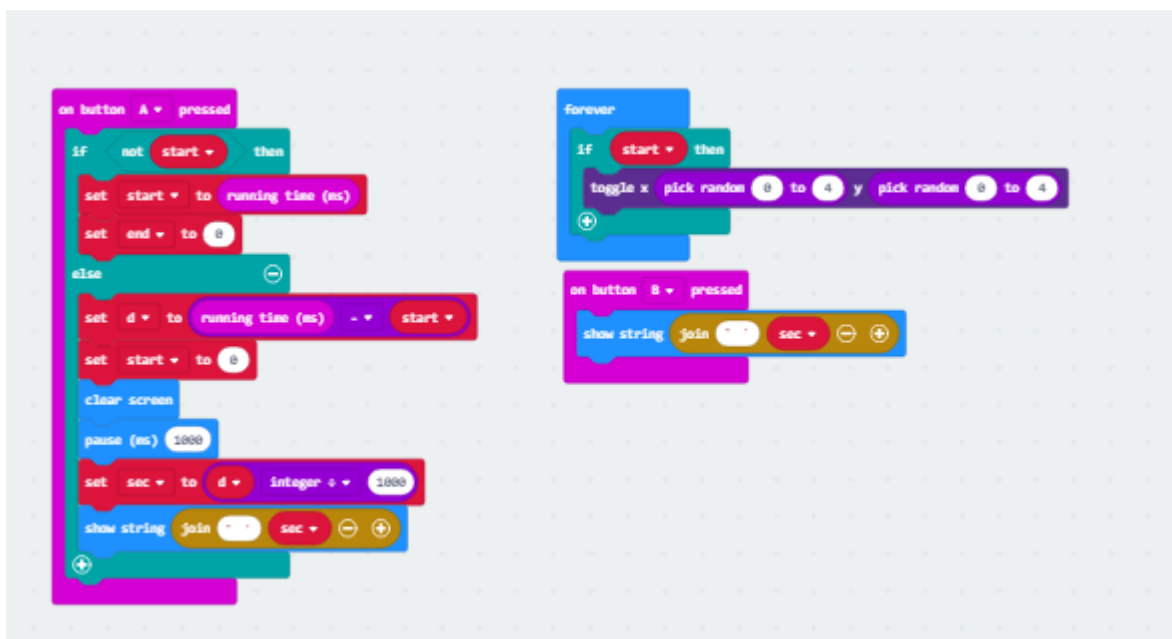 on button A pressed
if not start then
set start to running time (ms)
set end to 0
else
set d to running time (ms) - start
set start to 0
clear screen
pause (ms) 1000
set sec to d integer ÷ 1000
show string join " " sec
forever
if start then
toggle x pick random 0 to 4 y pick random 0 to 4
on button B pressed
show string join " " sec